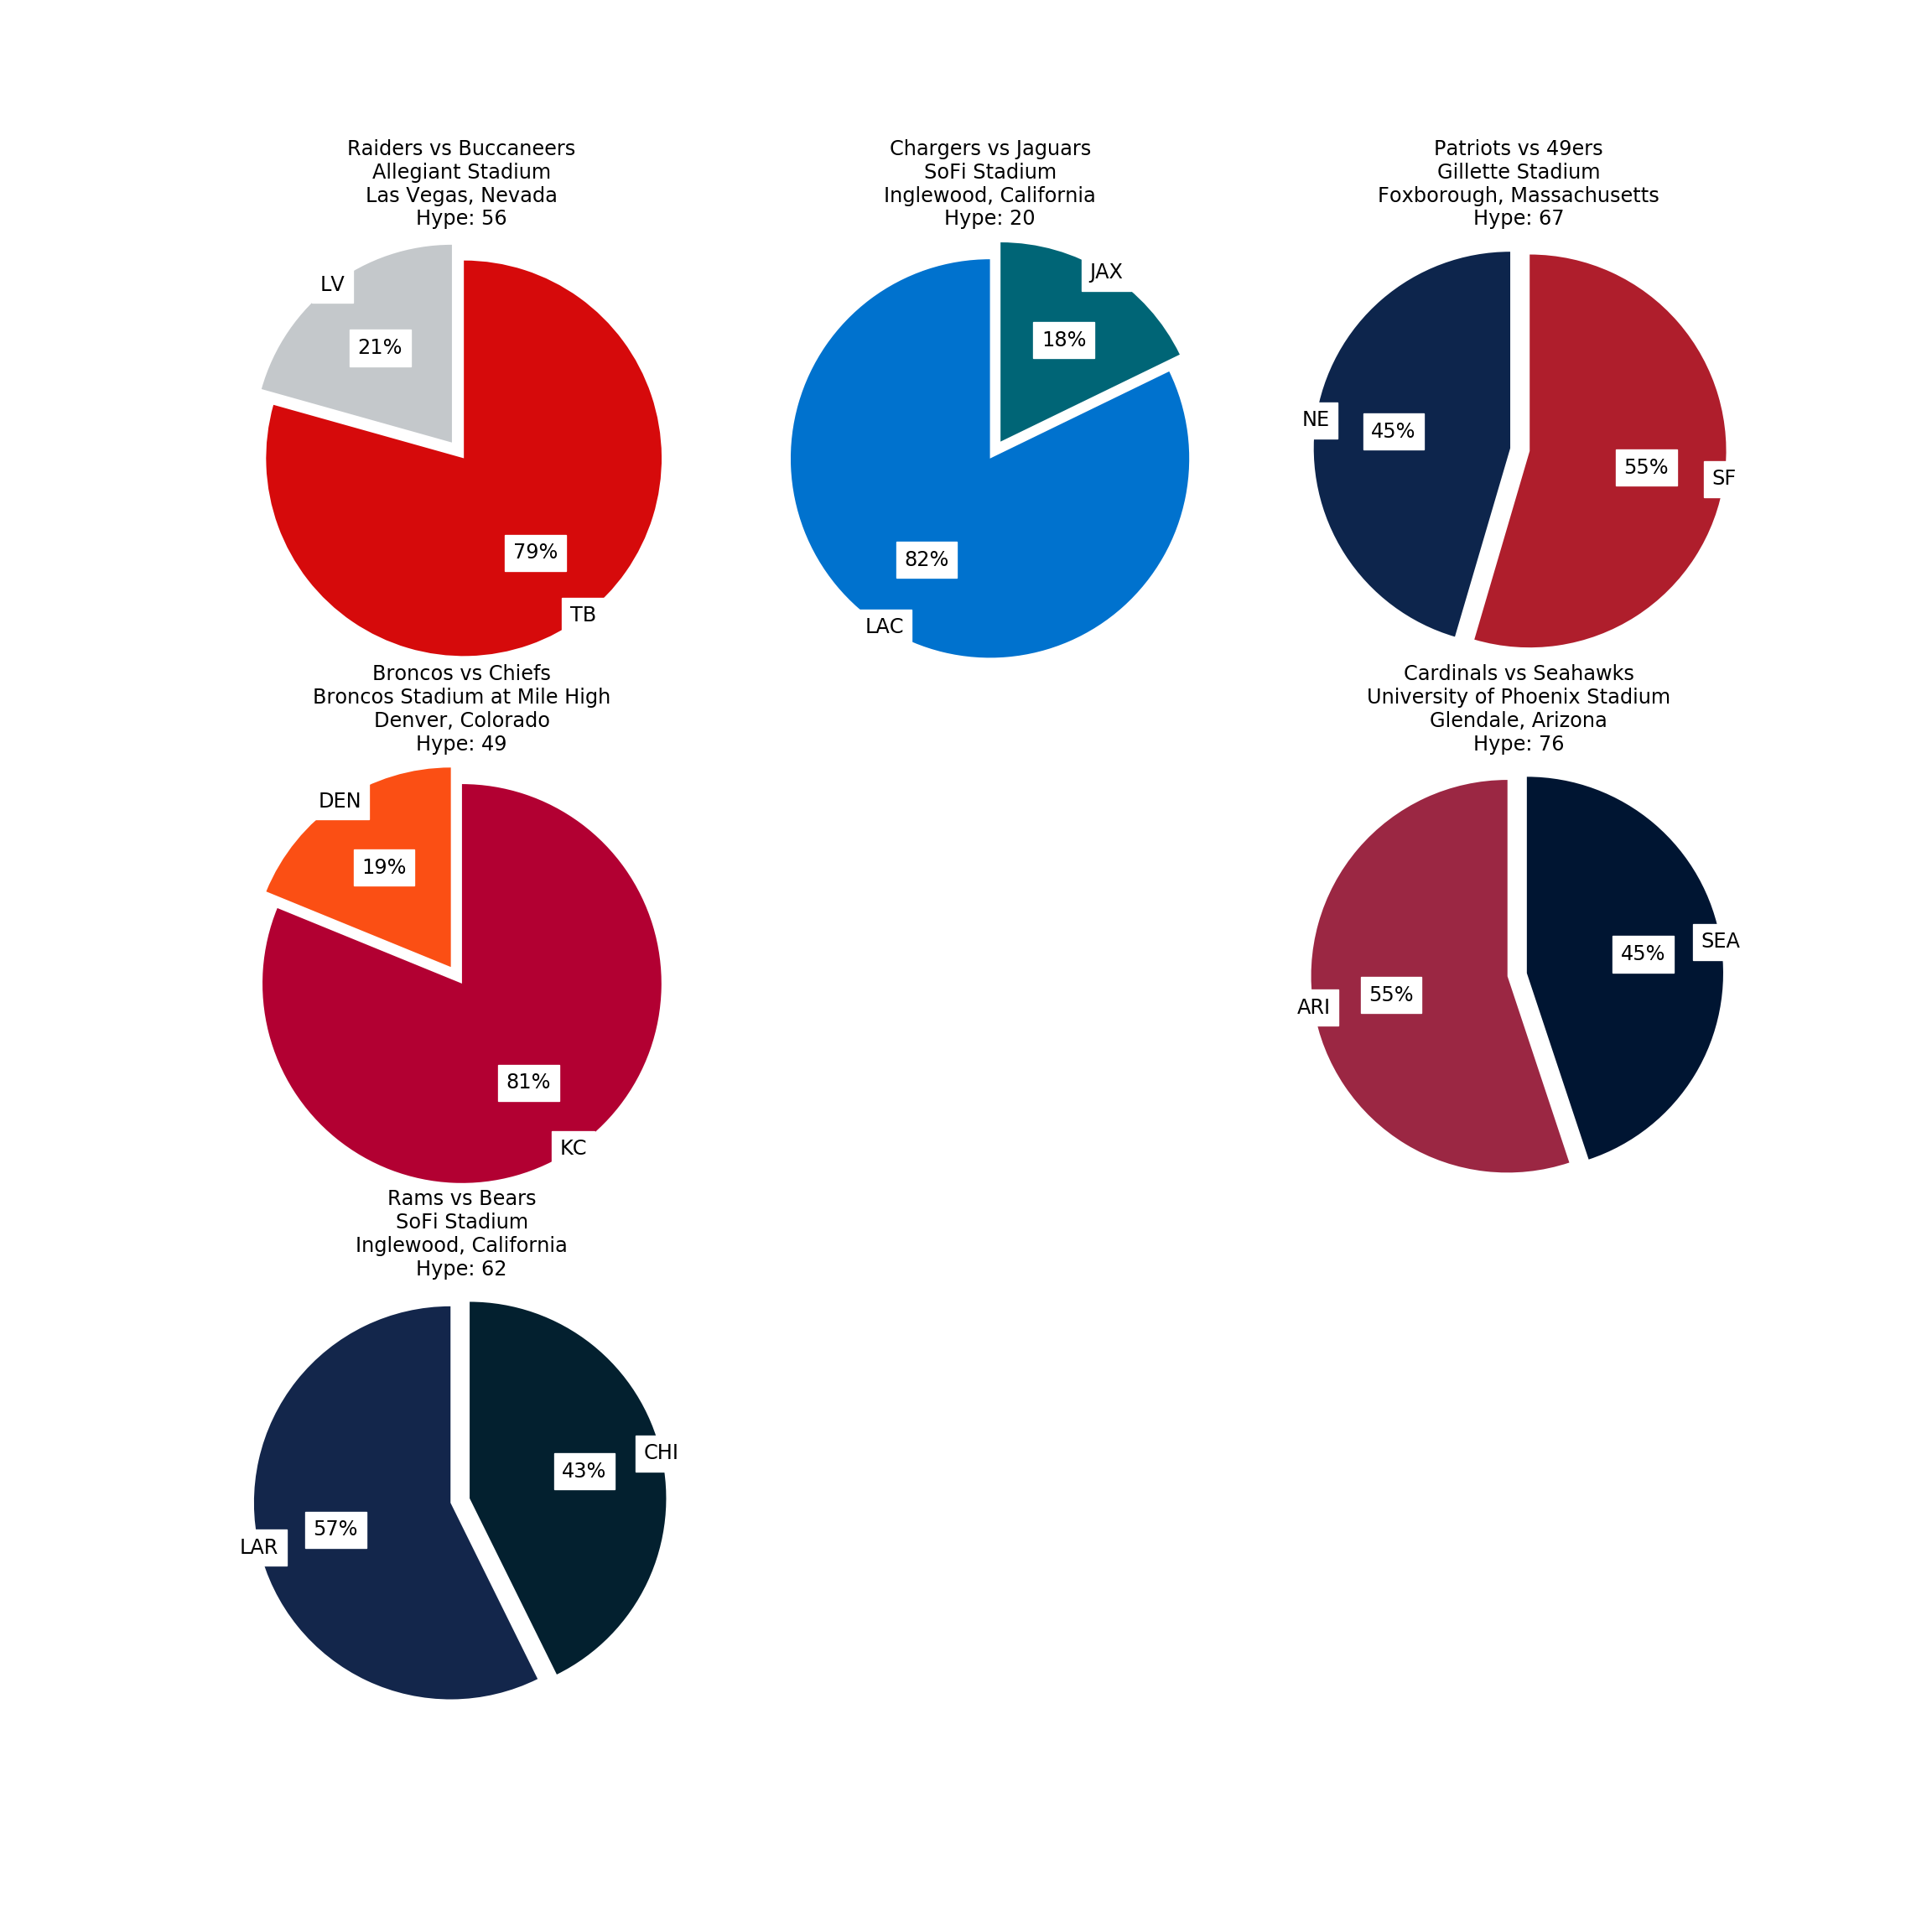 Raiders vs Buccaneers
Allegiant Stadium
Las Vegas, Nevada
Hype: 56
LV
21%
79%
TB
Chargers vs Jaguars
SoFi Stadium
Inglewood, California
Hype: 20
JAX
18%
82%
LAC
Patriots vs 49ers
Gillette Stadium
Foxborough, Massachusetts
Hype: 67
NE
45%
55%
SF
Broncos vs Chiefs
Broncos Stadium at Mile High
Denver, Colorado
Hype: 49
DEN
19%
81%
KC
Cardinals vs Seahawks
University of Phoenix Stadium
Glendale, Arizona
Hype: 76
SEA
45%
55%
ARI
Rams vs Bears
SoFi Stadium
Inglewood, California
Hype: 62
CHI
43%
57%
LAR